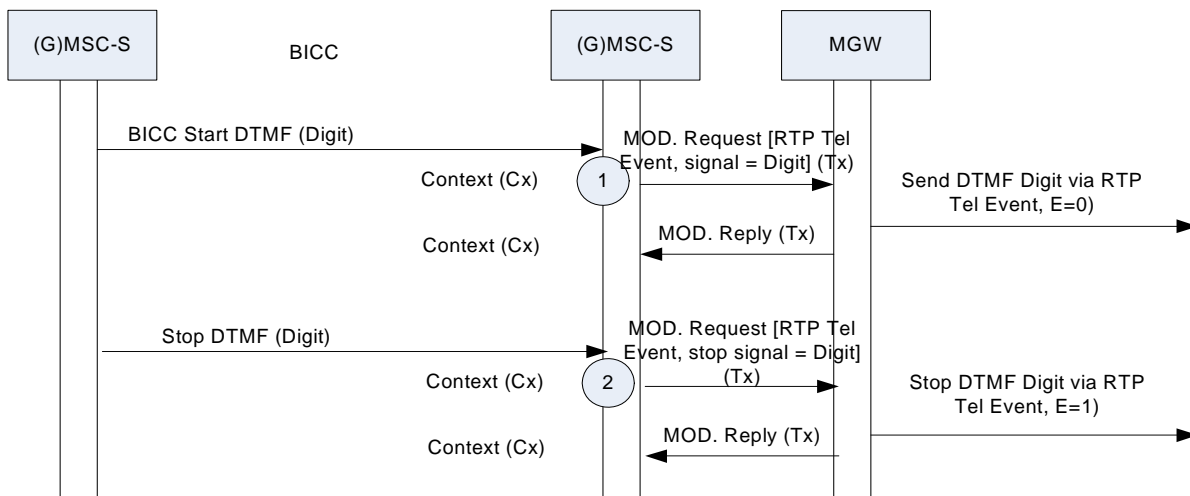 (G)MSC-S
BICC
(G)MSC-S
MGW
BICC Start DTMF (Digit)
MOD. Request [RTP Tel
Event, signal = Digit] (Tx)
Context (Cx)
1
Send DTMF Digit via RTP
Tel Event, E=0)
Context (Cx)
MOD. Reply (Tx)
Stop DTMF (Digit)
MOD. Request [RTP Tel
Event, stop signal = Digit]
(Tx)
Context (Cx)
2
Stop DTMF Digit via RTP
Tel Event, E=1)
Context (Cx)
MOD. Reply (Tx)